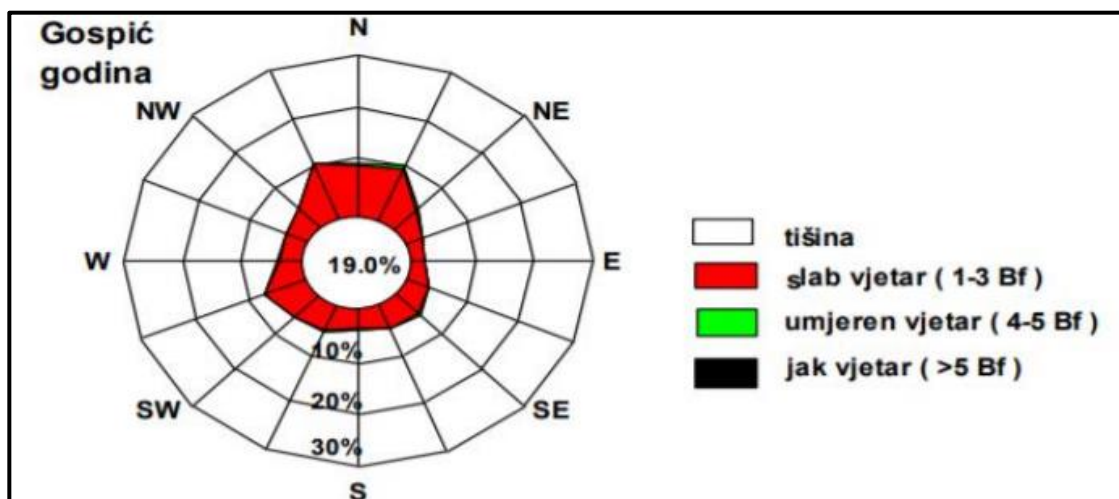 Gospić
godina
N
NW
NE
W
19.0%
E
10%
SW
20%
SE
30%
S
tišina
slab vjetar ( 1-3 Bf )
umjeren vjetar ( 4-5 Bf )
jak vjetar ( >5 Bf )